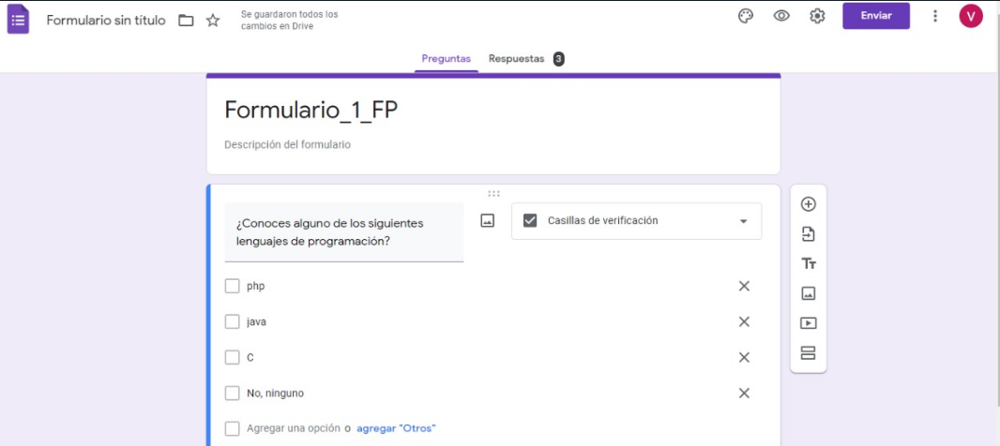 Formulario sin título
Se guardaron todos los
cambios en Drive
Enviar
V
Preguntas
Respuestas 3
Formulario_1_FP
Descripción del formulario
¿Conoces alguno de los siguientes
lenguajes de programación?
Casillas de verificación
php
java
C
No, ninguno
Agregar una opción o agregar "Otros"
Tт